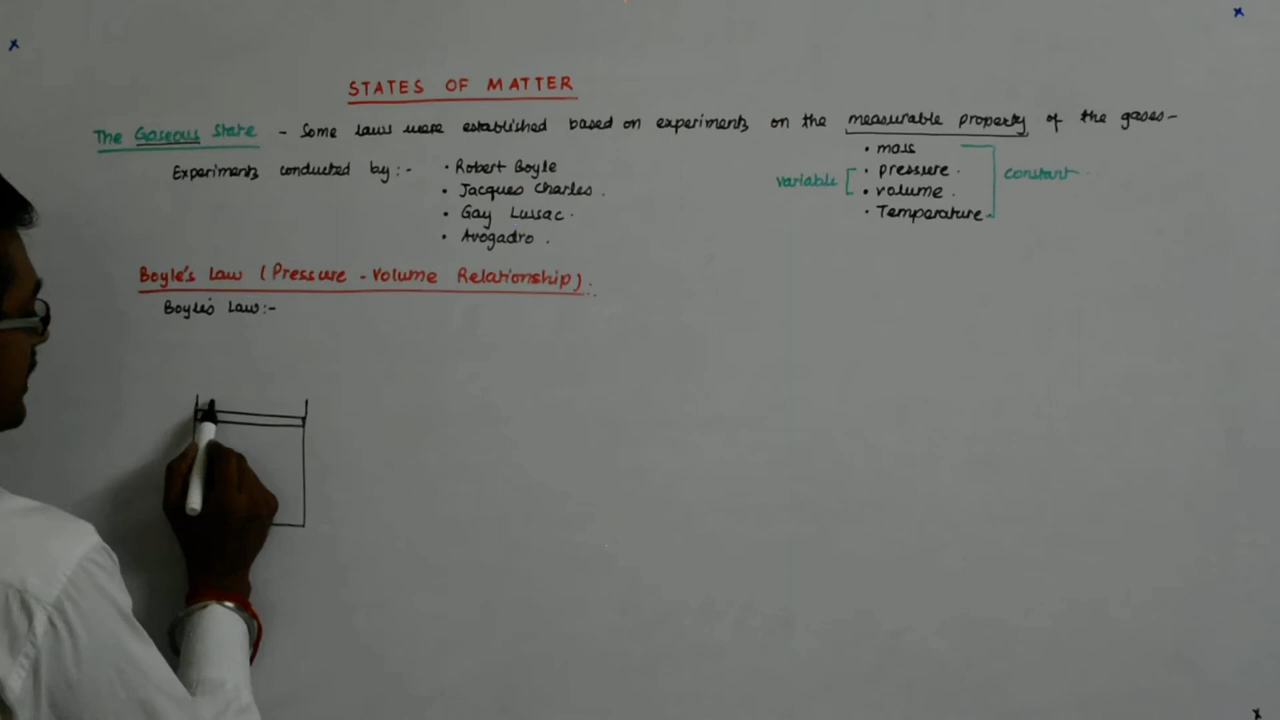 STATES OF MATTER
The Gaseous State - Some laws were established based on experiments on the measurable property of the gases-
Experiments conducted by:-
• Robert Boyle
• Jacques Charles.
• Gay Lussac.
• Avogadro.
• mass
• pressure.
• volume.
• Temperature
variable
constant
Boyle's Law (Pressure - Volume Relationship).
Boyle's Law:-